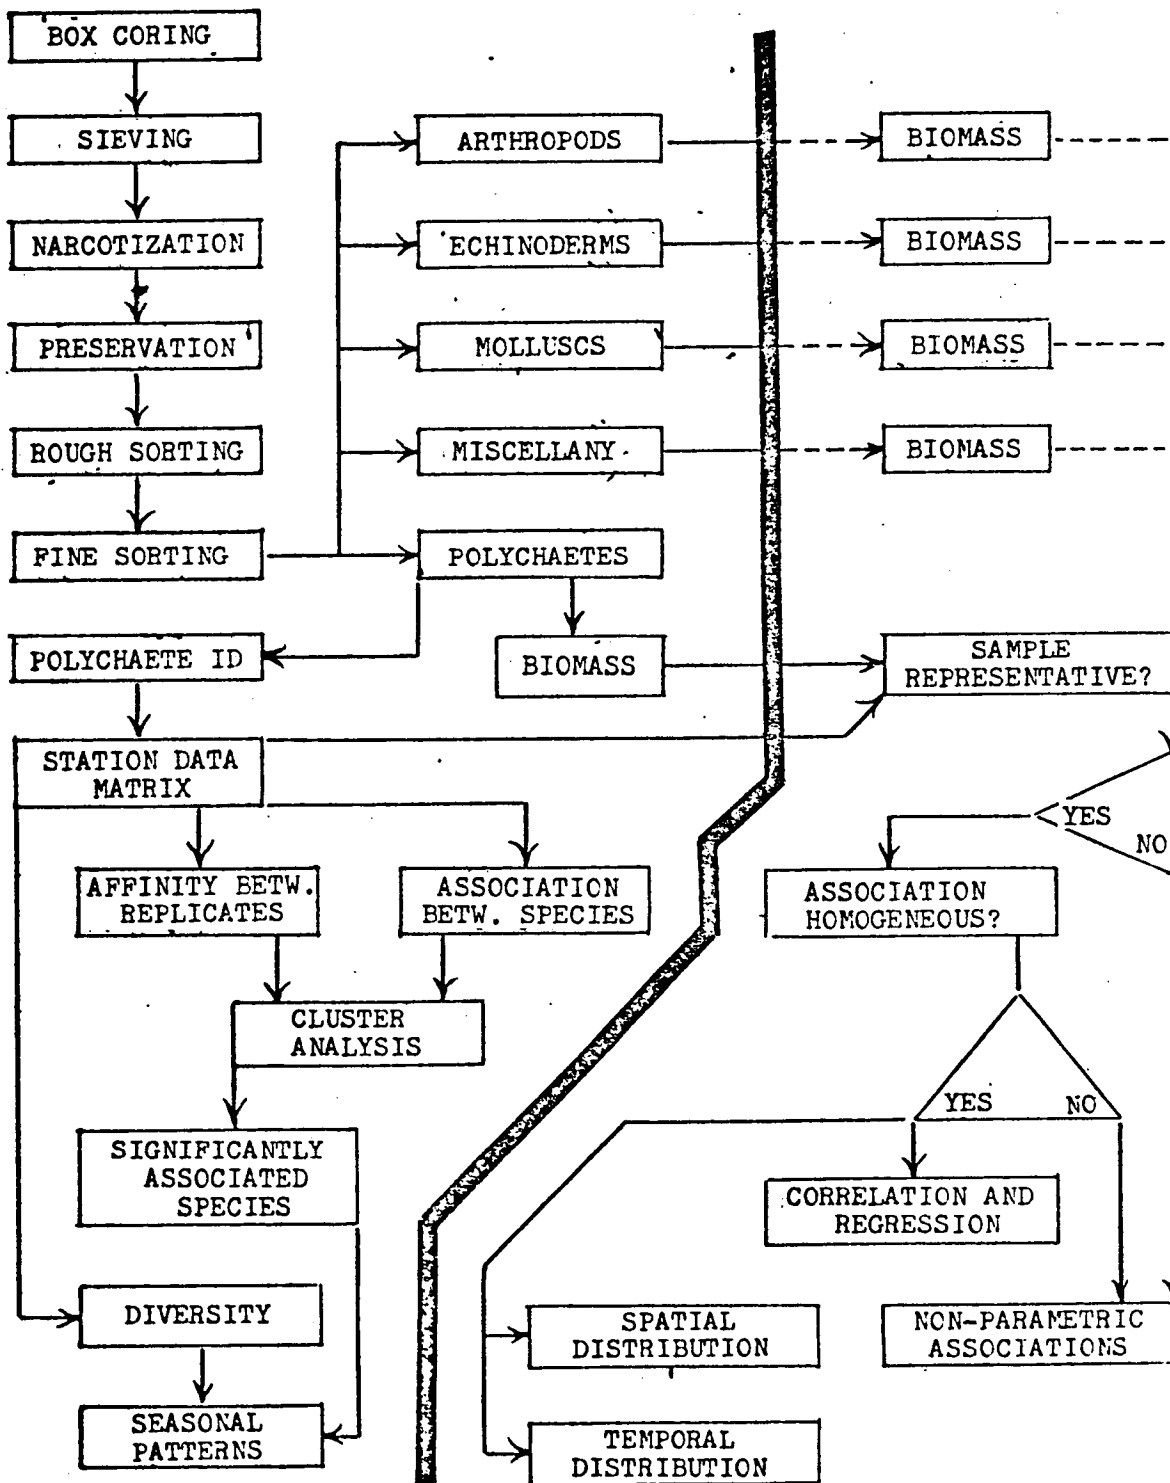 BOX CORING
SIEVING
ARTHROPODS
BIOMASS
NARCOTIZATION
ECHINODERMS
BIOMASS
PRESERVATION
MOLLUSCS
BIOMASS
ROUGH SORTING
MISCELLANY
BIOMASS
FINE SORTING
POLYCHAETES
POLYCHAETE ID
BIOMASS
SAMPLE
REPRESENTATIVE?
STATION DATA
MATRIX
YES
NO
AFFINITY BETW.
REPLICATES
ASSOCIATION
BETW. SPECIES
ASSOCIATION
HOMOGENEOUS?
CLUSTER
ANALYSIS
YES
NO
SIGNIFICANTLY
ASSOCIATED
SPECIES
CORRELATION AND
REGRESSION
DIVERSITY
SPATIAL
DISTRIBUTION
NON-PARAMETRIC
ASSOCIATIONS
SEASONAL
PATTERNS
TEMPORAL
DISTRIBUTION